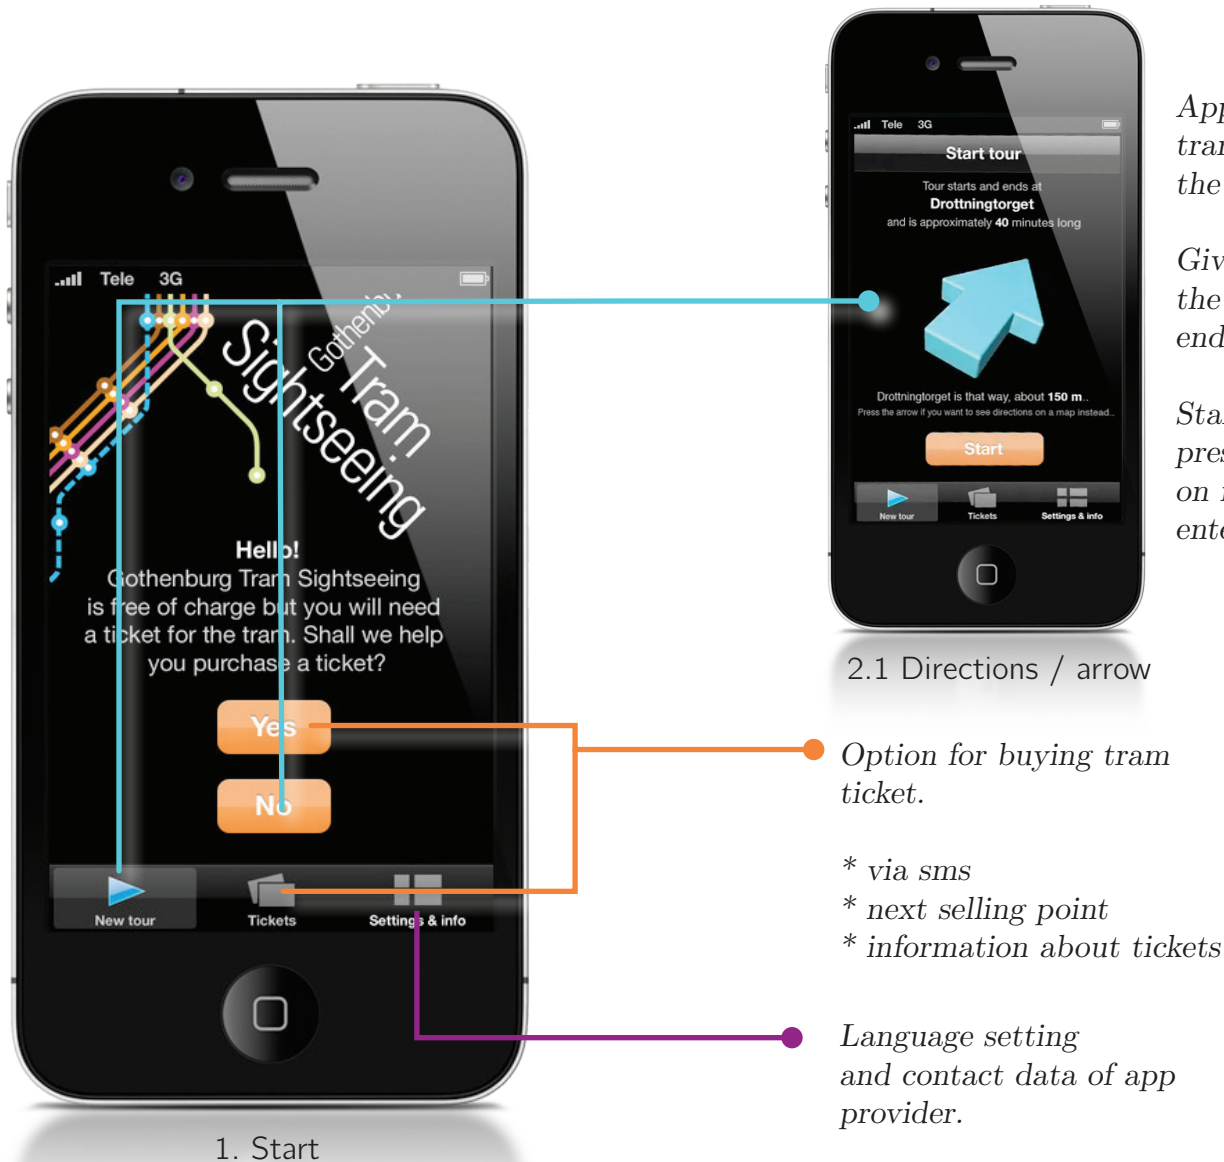 Tele 3G
Gothenburg
Tram
Sightseeing
Hello!
Gothenburg Tram Sightseeing
is free of charge but you will need
a ticket for the tram. Shall we help
you purchase a ticket?
Yes
No
New tour
Tickets
Settings & info
1. Start
Tele 3G
Start tour
Tour starts and ends at
Drottningtorget
and is approximately 40 minutes long
Drottningtorget is that way, about 150 m..
Press the arrow if you want to see directions on a map instead..
Start
New tour
Tickets
Settings & info
2.1 Directions / arrow
the
the
Option for buying tram
ticket.
* via sms
* next selling point
* information about tickets
Language setting
and contact data of app
provider.